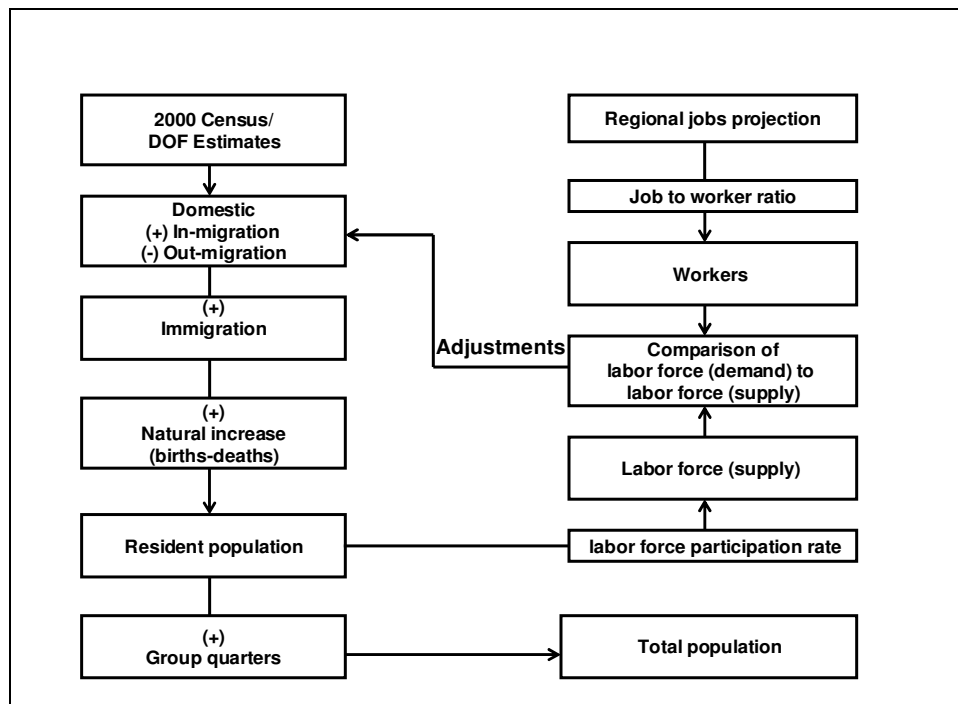 2000 Census/
DOF Estimates
Domestic
(+) In-migration
(-) Out-migration
(+)
Immigration
(+)
Natural increase
(births-deaths)
Resident population
(+)
Group quarters
Adjustments
Regional jobs projection
Job to worker ratio
Workers
Comparison of
labor force (demand) to
labor force (supply)
Labor force (supply)
labor force participation rate
Total population